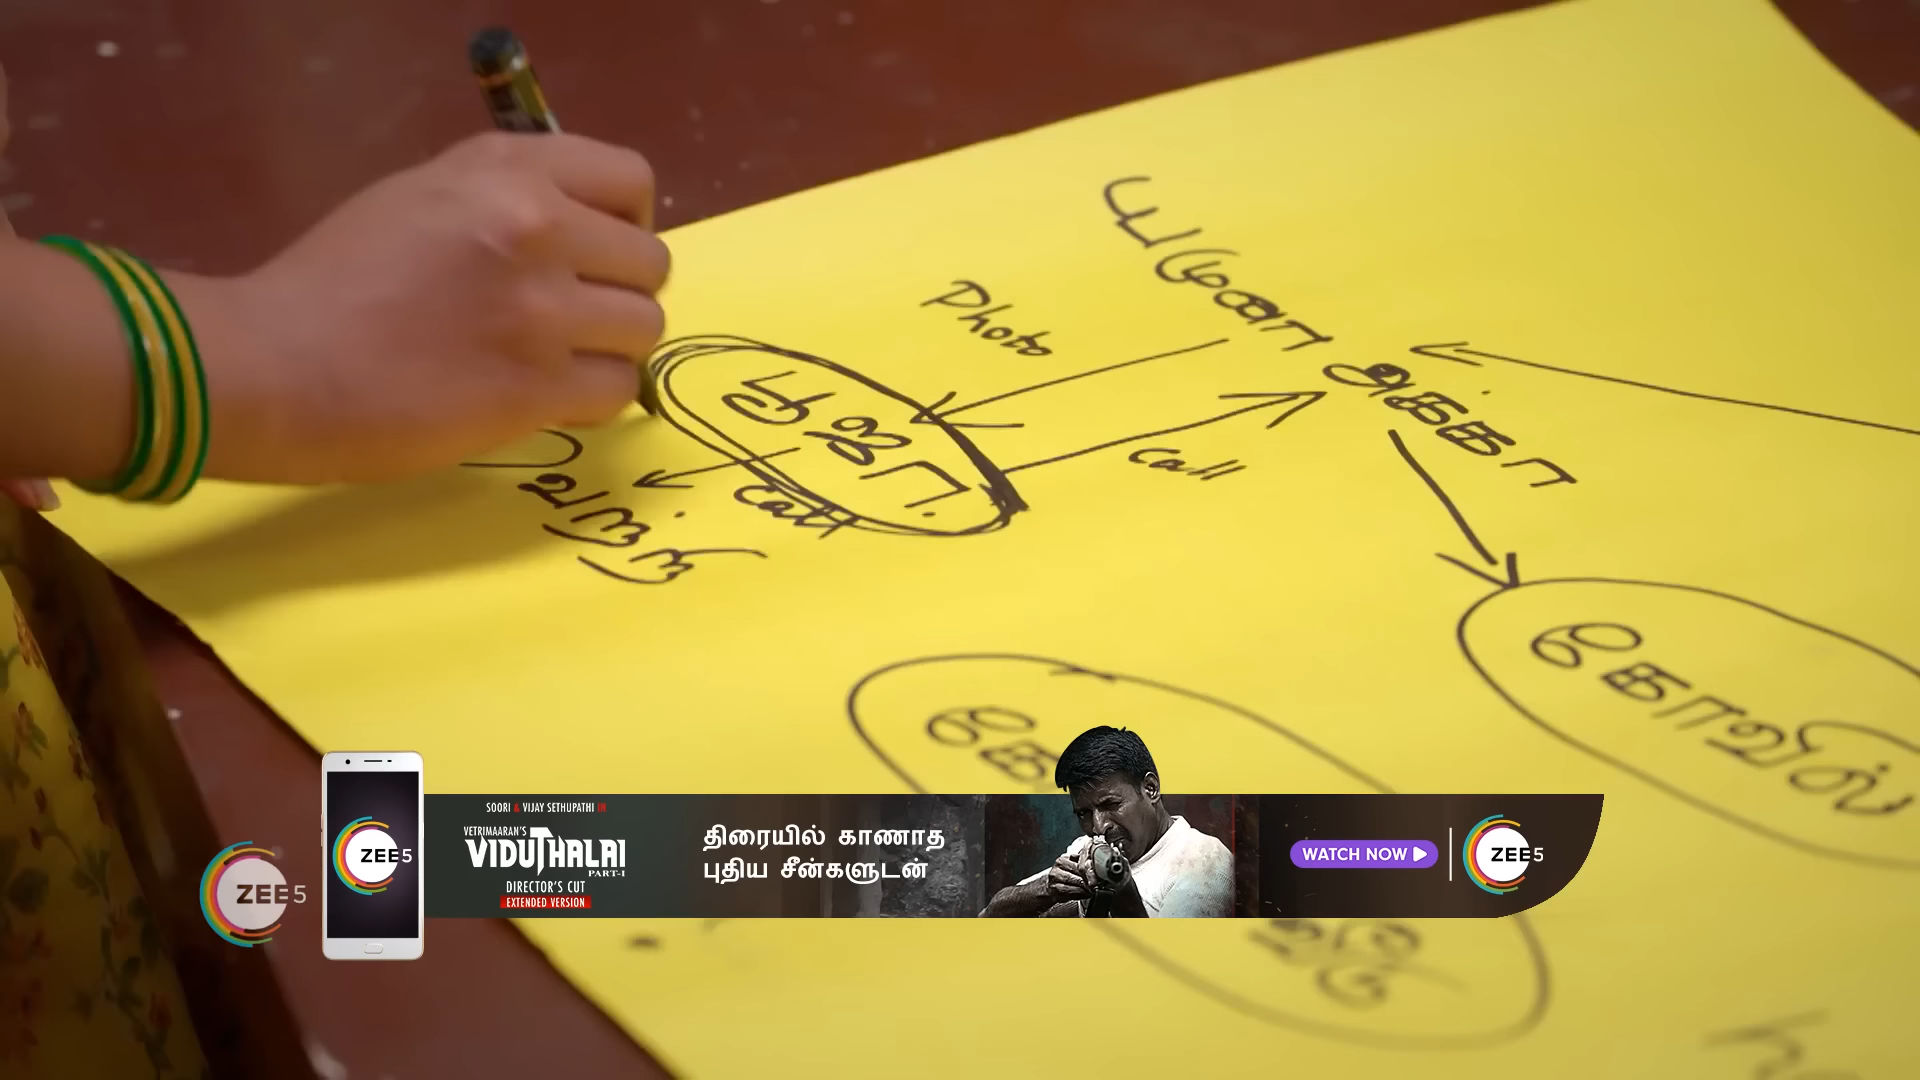 யமுனா அக்கா
Photo
பூஜா.
Call
Call
கோவில்
SOORI & VIJAY SETHUPATHI IN
VETRIMAARAN'S
VIDUTHALAI
PART-I
DIRECTOR'S CUT
EXTENDED VERSION
திரையில் காணாத
புதிய சீன்களுடன்
WATCH NOW
ZEE5
ZEE5
ZEE5